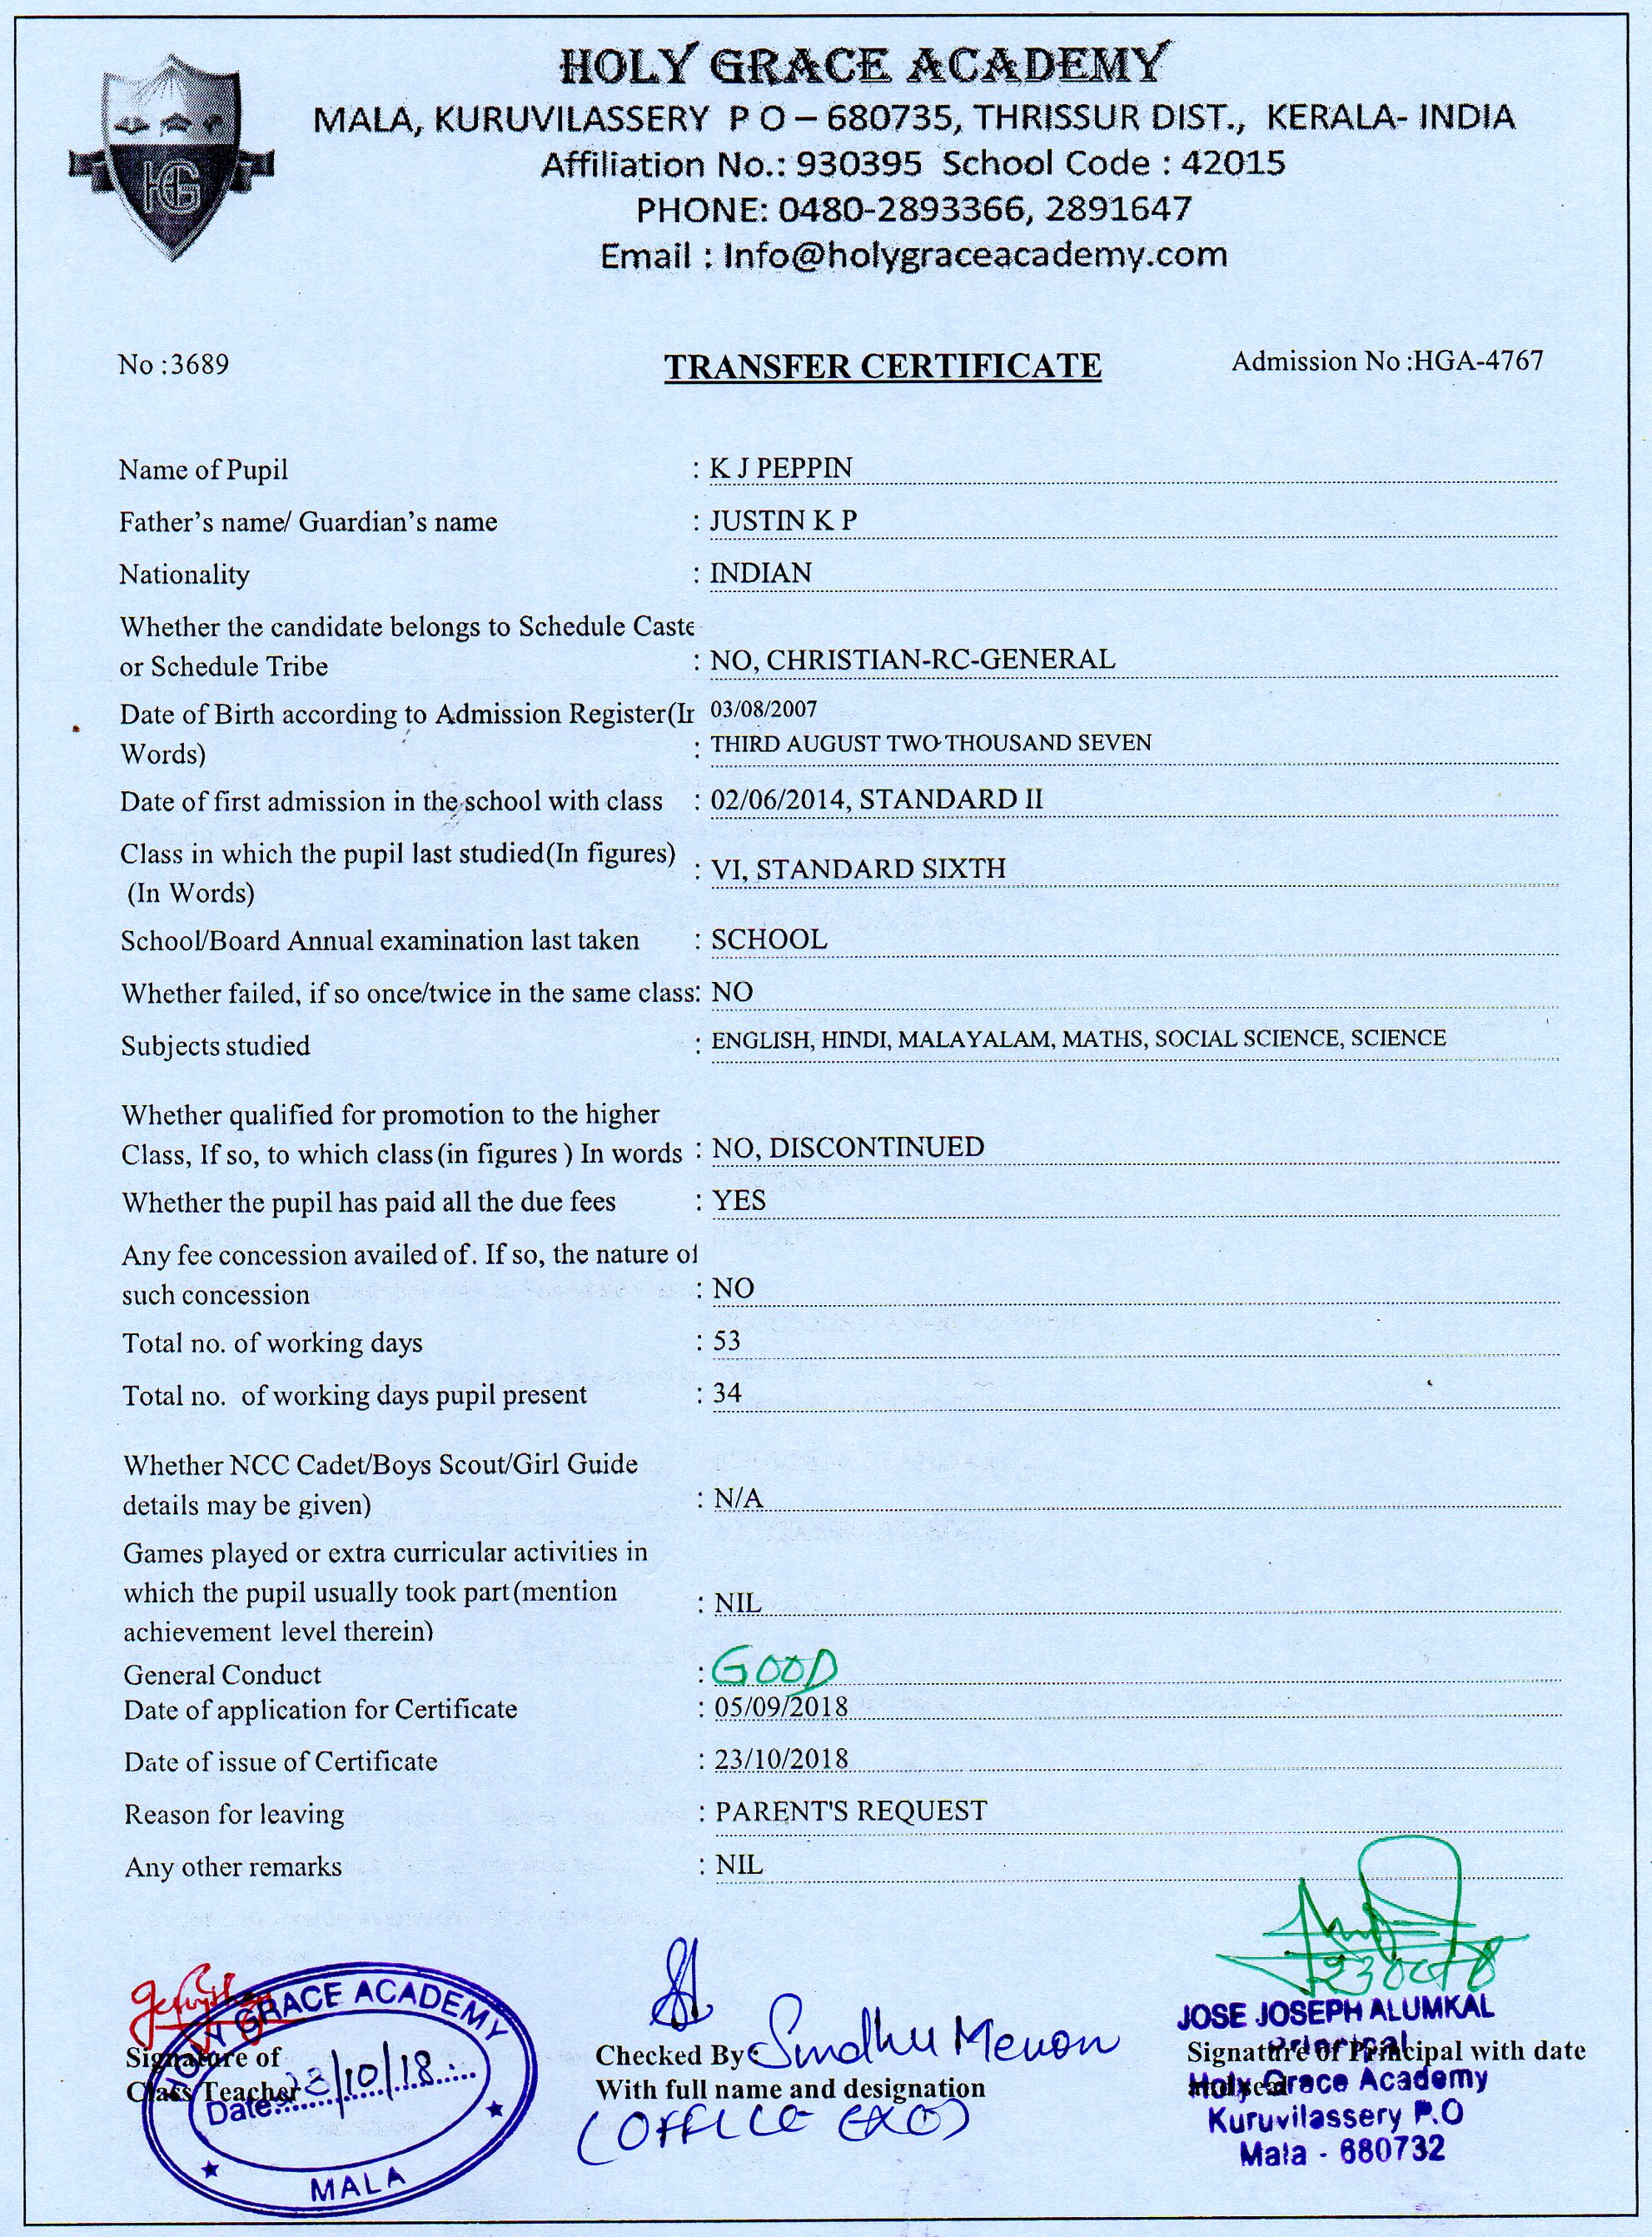 HOLY GRACE ACADEMY
MALA, KURUVILASSERY P O – 680735, THRISSUR DIST., KERALA- INDIA
Affiliation No.: 930395 School Code : 42015
PHONE: 0480-2893366, 2891647
Email : Info@holygraceacademy.com
HG
No :3689 TRANSFER CERTIFICATE Admission No :HGA-4767
Name of Pupil : K J PEPPIN
Father's name/ Guardian's name : JUSTIN K P
Nationality : INDIAN
Whether the candidate belongs to Schedule Caste
or Schedule Tribe : NO, CHRISTIAN-RC-GENERAL
Date of Birth according to Admission Register(In 03/08/2007
Words) : THIRD AUGUST TWO THOUSAND SEVEN
Date of first admission in the school with class : 02/06/2014, STANDARD II
Class in which the pupil last studied(In figures) : VI, STANDARD SIXTH
(In Words)
School/Board Annual examination last taken : SCHOOL
Whether failed, if so once/twice in the same class: NO
Subjects studied : ENGLISH, HINDI, MALAYALAM, MATHS, SOCIAL SCIENCE, SCIENCE
Whether qualified for promotion to the higher
Class, If so, to which class(in figures ) In words : NO, DISCONTINUED
Whether the pupil has paid all the due fees : YES
Any fee concession availed of. If so, the nature of
such concession : NO
Total no. of working days : 53
Total no. of working days pupil present : 34
Whether NCC Cadet/Boys Scout/Girl Guide
details may be given) : N/A
Games played or extra curricular activities in
which the pupil usually took part(mention : NIL
achievement level therein)
General Conduct : GOOD
Date of application for Certificate : 05/09/2018
Date of issue of Certificate : 23/10/2018
Reason for leaving : PARENT'S REQUEST
Any other remarks : NIL
Signature of
Class Teacher
HOLY GRACE ACADEMY
Date: 23/10/18
MALA
Checked By: Sindhu Menon
With full name and designation
(OFFICE EXE)
23 Oct 18
JOSE JOSEPH ALUMKAL
Principal
Signature of Principal with date
and seal
Holy Grace Academy
Kuruvilassery P.O
Mala - 680732